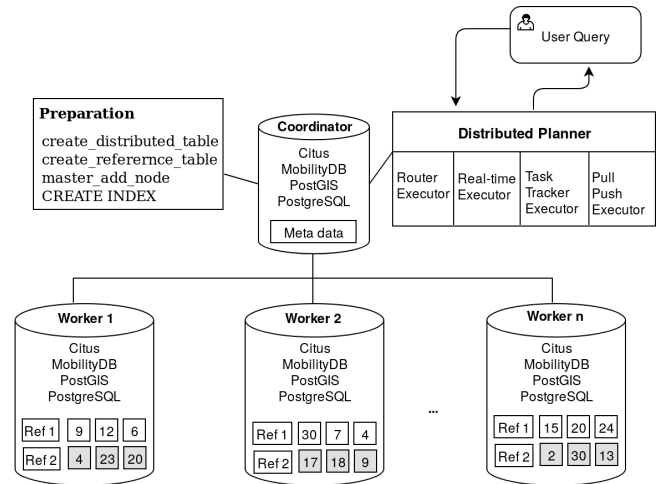 User Query
Preparation
create_distributed_table
create_referernce_table
master_add_node
CREATE INDEX
Coordinator
Citus
MobilityDB
PostGIS
PostgreSQL
Meta data
Distributed Planner
Router
Executor
Real-time
Executor
Task
Tracker
Executor
Pull
Push
Executor
Worker 1
Citus
MobilityDB
PostGIS
PostgreSQL
Ref 1 9 12 6
Ref 2 4 23 20
Worker 2
Citus
MobilityDB
PostGIS
PostgreSQL
Ref 1 30 7 4
Ref 2 17 18 9
...
Worker n
Citus
MobilityDB
PostGIS
PostgreSQL
Ref 1 15 20 24
Ref 2 2 30 13